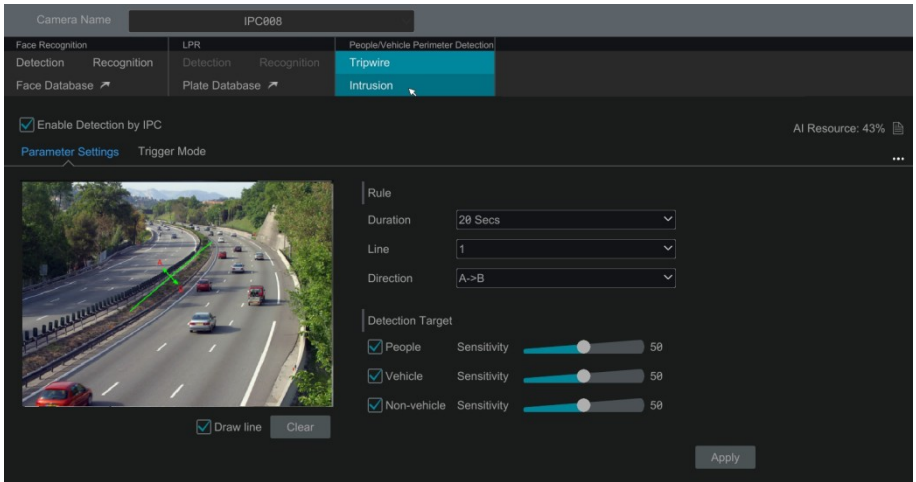 Camera Name IPC008
Face Recognition LPR People/Vehicle Perimeter Detection
Detection Recognition Detection Recognition Tripwire
Face Database Plate Database Intrusion
Enable Detection by IPC
AI Resource: 43%
Parameter Settings Trigger Mode
Rule
Duration 20 Secs
Line 1
Direction A->B
Detection Target
People Sensitivity 50
Vehicle Sensitivity 50
Non-vehicle Sensitivity 50
A
Draw line Clear
Apply